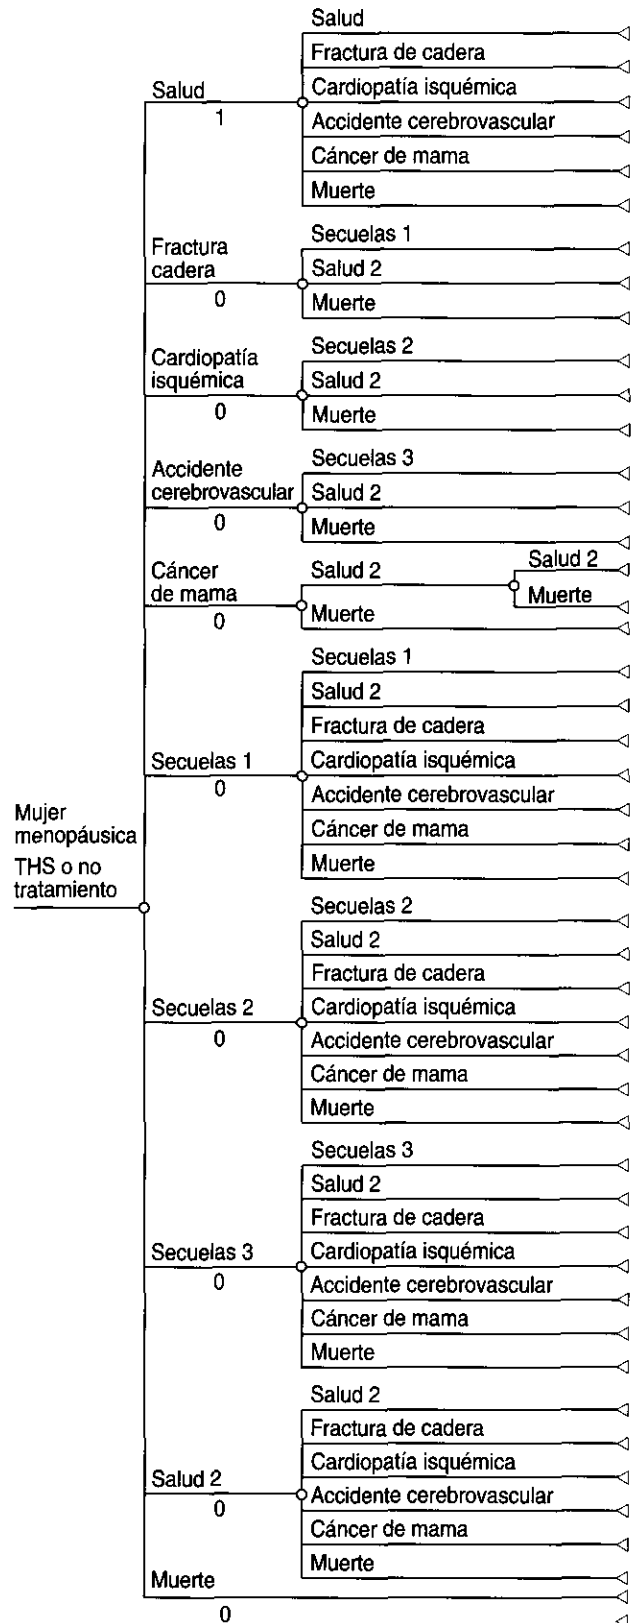 Mujer
menopáusica
THS o no
tratamiento
Salud
1
Salud
Fractura de cadera
Cardiopatía isquémica
Accidente cerebrovascular
Cáncer de mama
Muerte
Fractura
cadera
0
Secuelas 1
Salud 2
Muerte
Cardiopatía
isquémica
0
Secuelas 2
Salud 2
Muerte
Accidente
cerebrovascular
0
Secuelas 3
Salud 2
Muerte
Cáncer
de mama
0
Salud 2
Salud 2
Muerte
Muerte
Secuelas 1
0
Secuelas 1
Salud 2
Fractura de cadera
Cardiopatía isquémica
Accidente cerebrovascular
Cáncer de mama
Muerte
Secuelas 2
0
Secuelas 2
Salud 2
Fractura de cadera
Cardiopatía isquémica
Accidente cerebrovascular
Cáncer de mama
Muerte
Secuelas 3
0
Secuelas 3
Salud 2
Fractura de cadera
Cardiopatía isquémica
Accidente cerebrovascular
Cáncer de mama
Muerte
Salud 2
0
Salud 2
Fractura de cadera
Cardiopatía isquémica
Accidente cerebrovascular
Cáncer de mama
Muerte
Muerte
0